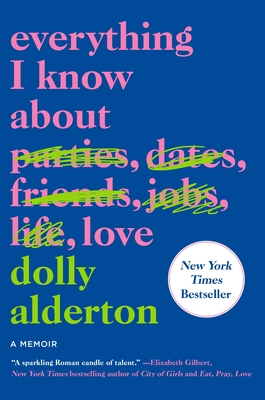 everything
I know
about
parties, dates,
friends, jobs,
life, love
dolly
alderton
New York
Times
Bestseller
A MEMOIR
“A sparkling Roman candle of talent.”—Elizabeth Gilbert,
New York Times bestselling author of City of Girls and Eat, Pray, Love